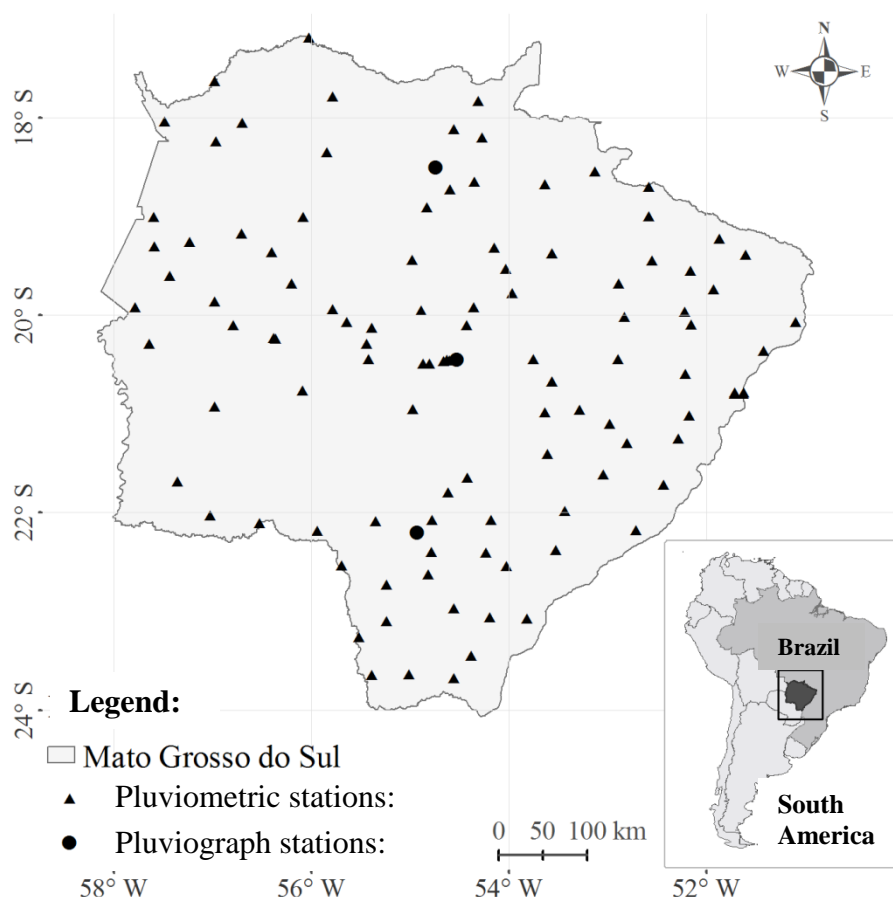 N
W E
S
18° S
20° S
22° S
24° S
Legend:
Mato Grosso do Sul
Pluviometric stations:
Pluviograph stations:
0 50 100 km
58° W 56° W 54° W 52° W
Brazil
South
America